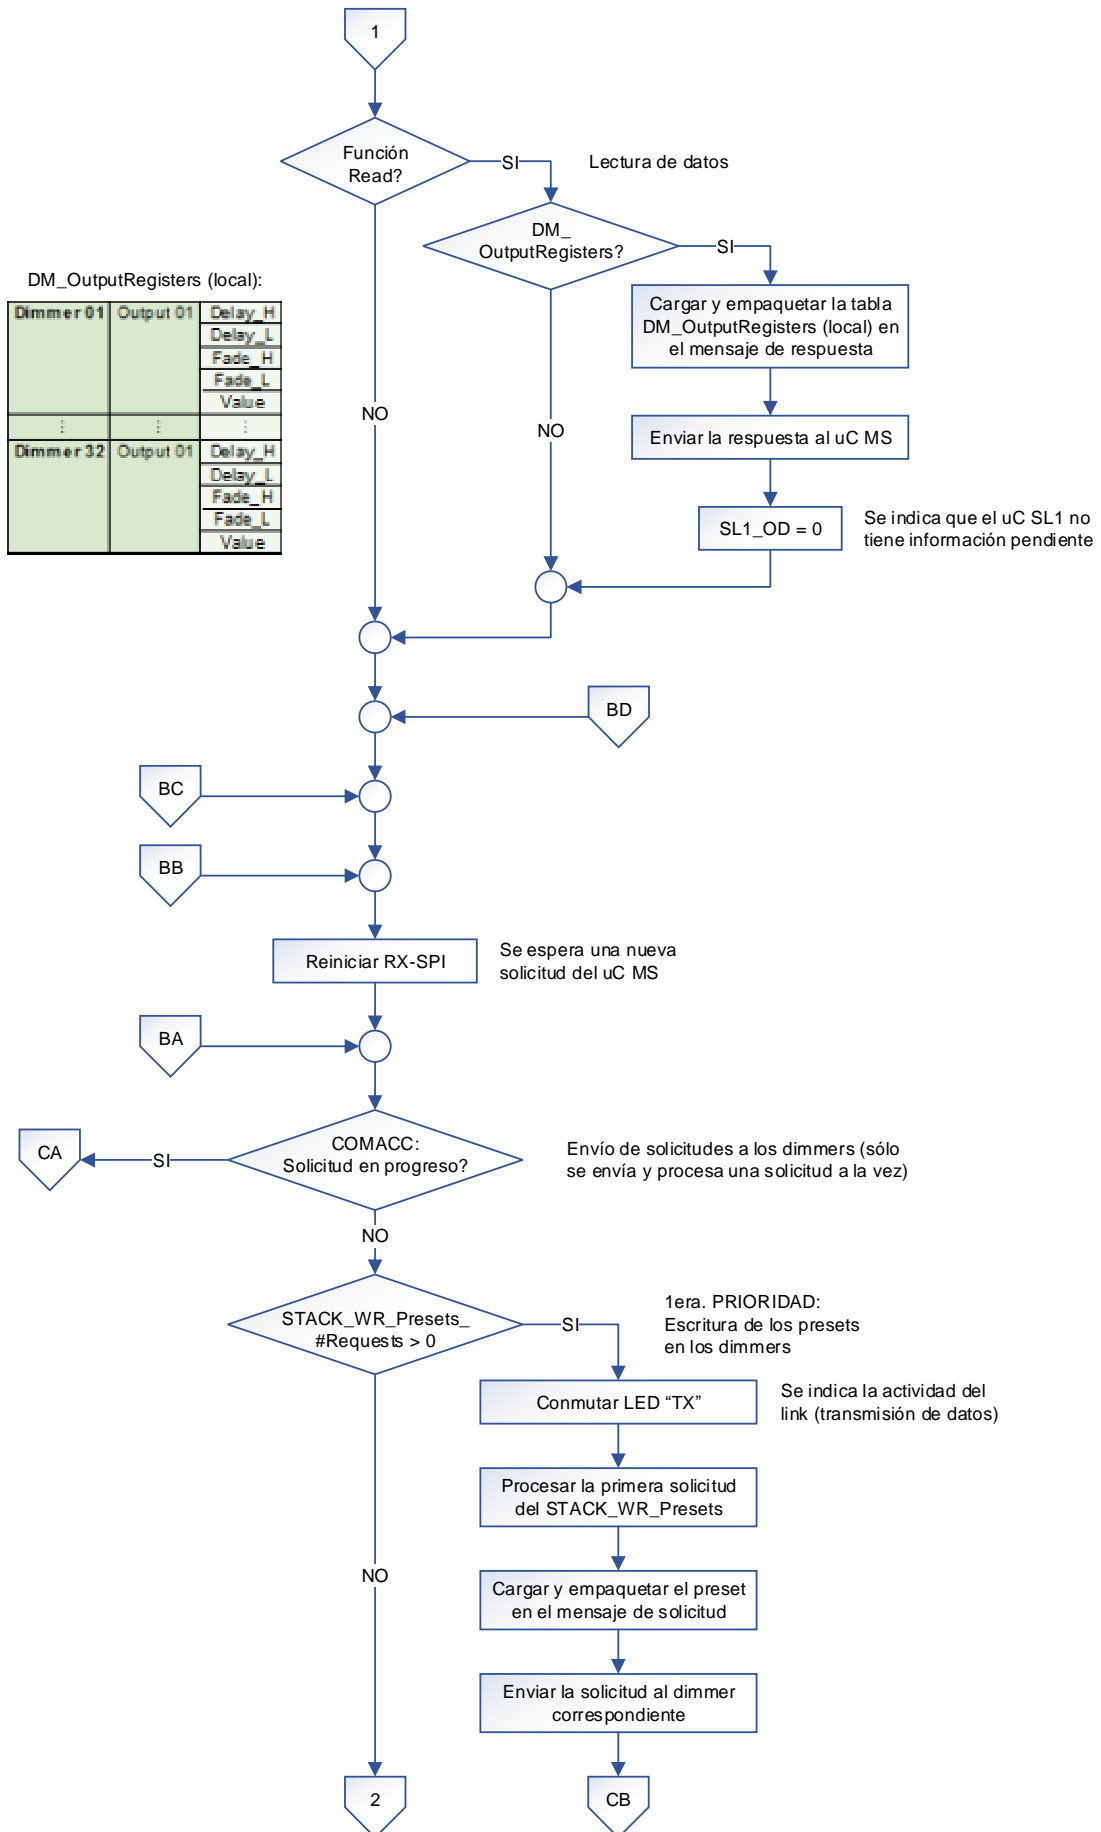 1
Función
Read?
SI
Lectura de datos
DM_
OutputRegisters?
SI
DM_OutputRegisters (local):
Dimmer 01 Output 01 Delay_H
Delay_L
Fade_H
Fade_L
Value
⋮ ⋮ ⋮
Dimmer 32 Output 01 Delay_H
Delay_L
Fade_H
Fade_L
Value
Cargar y empaquetar la tabla
DM_OutputRegisters (local) en
el mensaje de respuesta
NO
NO
Enviar la respuesta al uC MS
SL1_OD = 0
Se indica que el uC SL1 no
tiene información pendiente
BD
BC
BB
Reiniciar RX-SPI
Se espera una nueva
solicitud del uC MS
BA
COMACC:
Solicitud en progreso?
SI
CA
Envío de solicitudes a los dimmers (sólo
se envía y procesa una solicitud a la vez)
NO
STACK_WR_Presets_
#Requests > 0
SI
1era. PRIORIDAD:
Escritura de los presets
en los dimmers
Conmutar LED “TX”
Se indica la actividad del
link (transmisión de datos)
Procesar la primera solicitud
del STACK_WR_Presets
NO
Cargar y empaquetar el preset
en el mensaje de solicitud
Enviar la solicitud al dimmer
correspondiente
2
CB